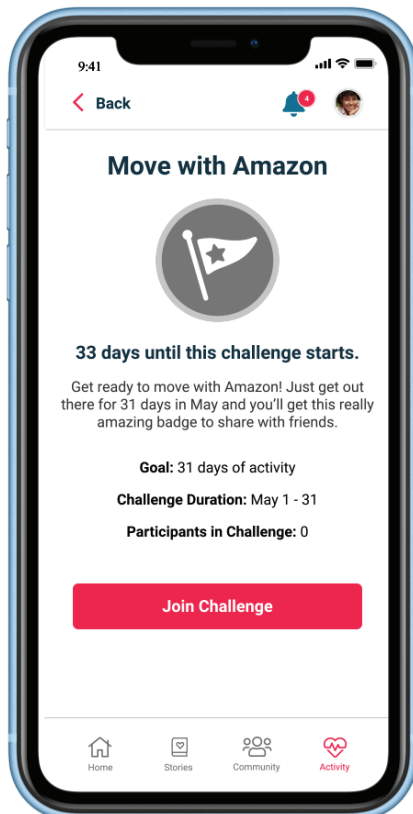 9:41
Back
4
Move with Amazon
33 days until this challenge starts.
Get ready to move with Amazon! Just get out
there for 31 days in May and you’ll get this really
amazing badge to share with friends.
Goal: 31 days of activity
Challenge Duration: May 1 - 31
Participants in Challenge: 0
Join Challenge
Home Stories Community Activity